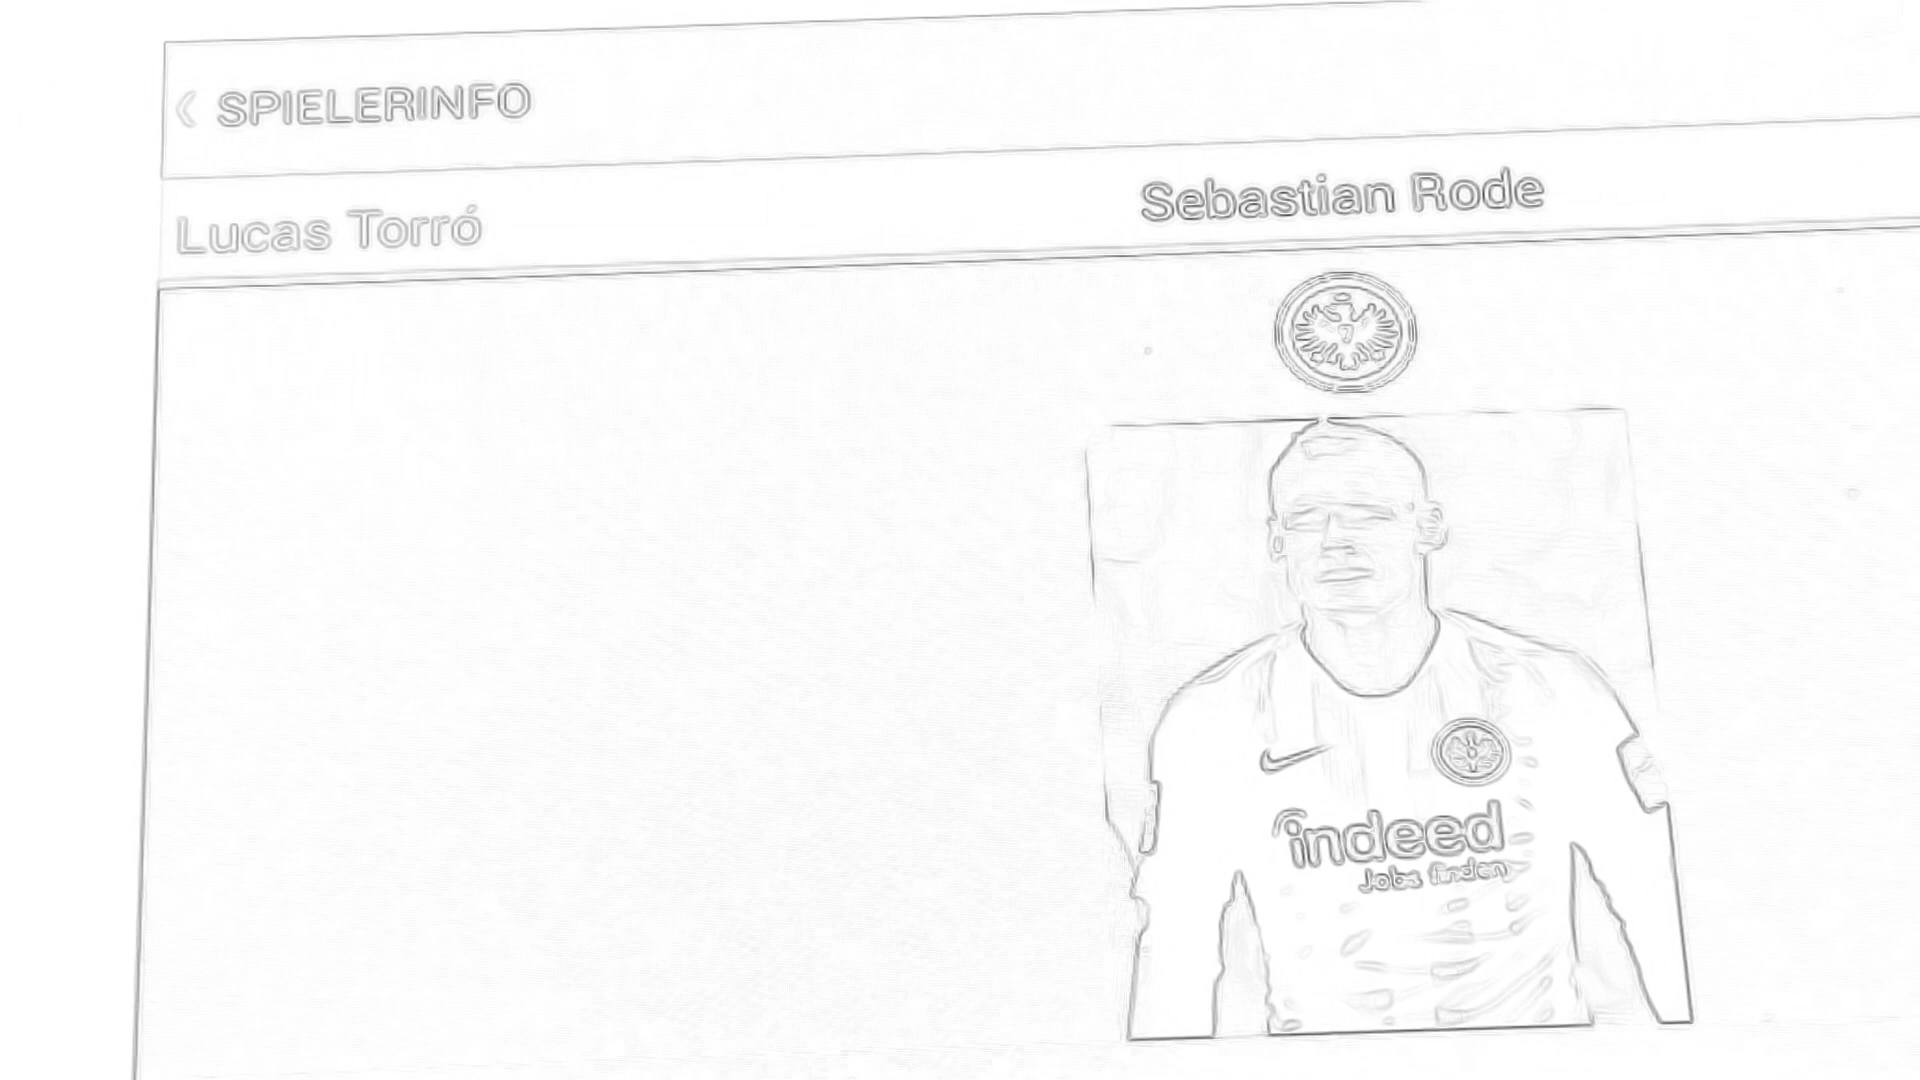 SPIELERINFO
Lucas Torró
Sebastian Rode
indeed
Jobs finden